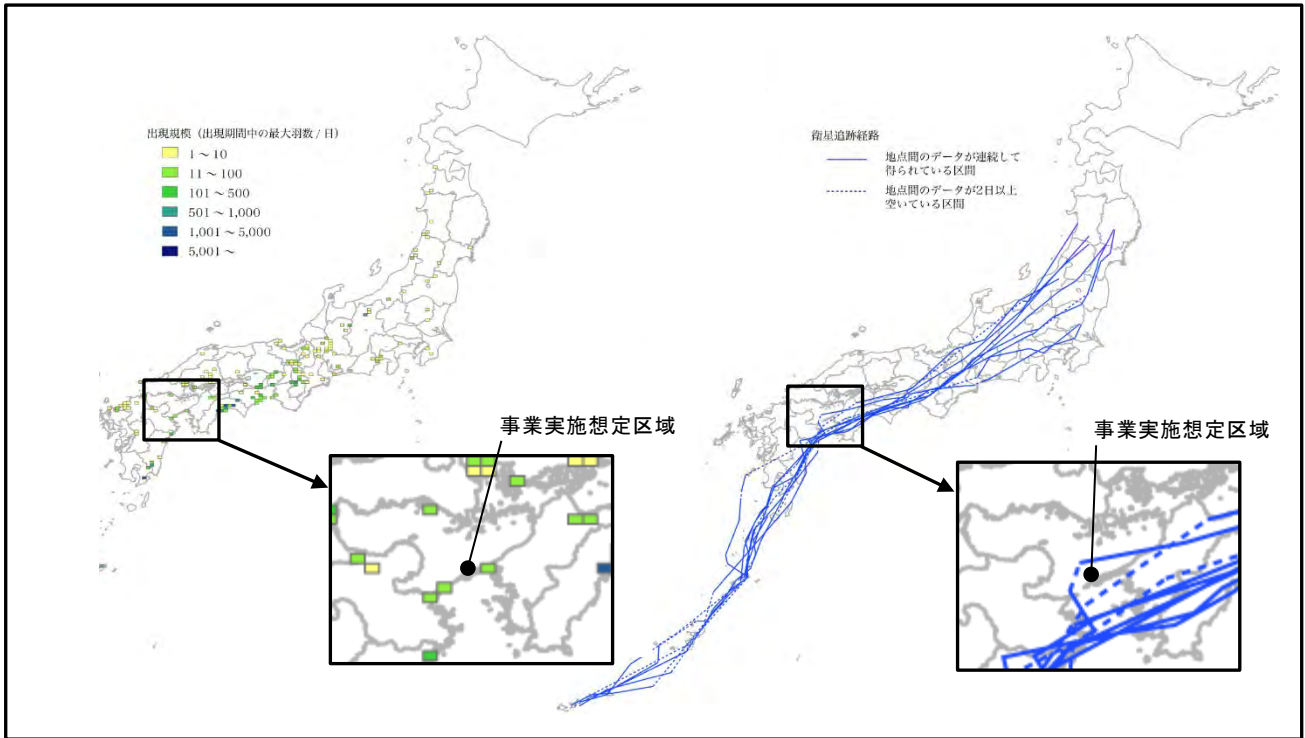 出現規模（出現期間中の最大羽数 / 日）
1～10
11～100
101～500
501～1,000
1,001～5,000
5,001～
事業実施想定区域
衛星追跡経路
地点間のデータが連続して
得られている区間
地点間のデータが2日以上
空いている区間
事業実施想定区域